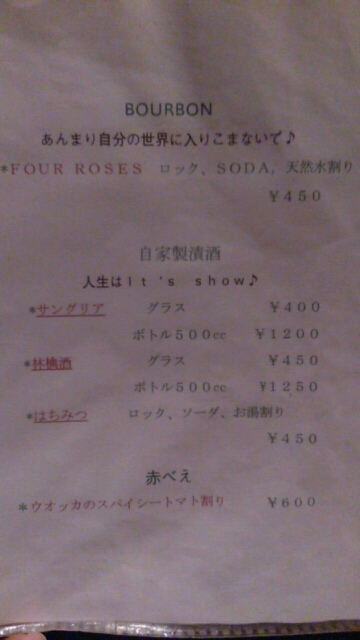 BOURBON
あんまり自分の世界に入りこまないで♪
*FOUR ROSES ロック、SODA、天然水割り
￥450
自家製漬酒
人生はIt's show♪
*サングリア グラス ￥400
ボトル500cc ￥1200
*林檎酒 グラス ￥450
ボトル500cc ￥1250
*はちみつ ロック、ソーダ、お湯割り
￥450
赤べえ
*ウオッカのスパイシートマト割り ￥600